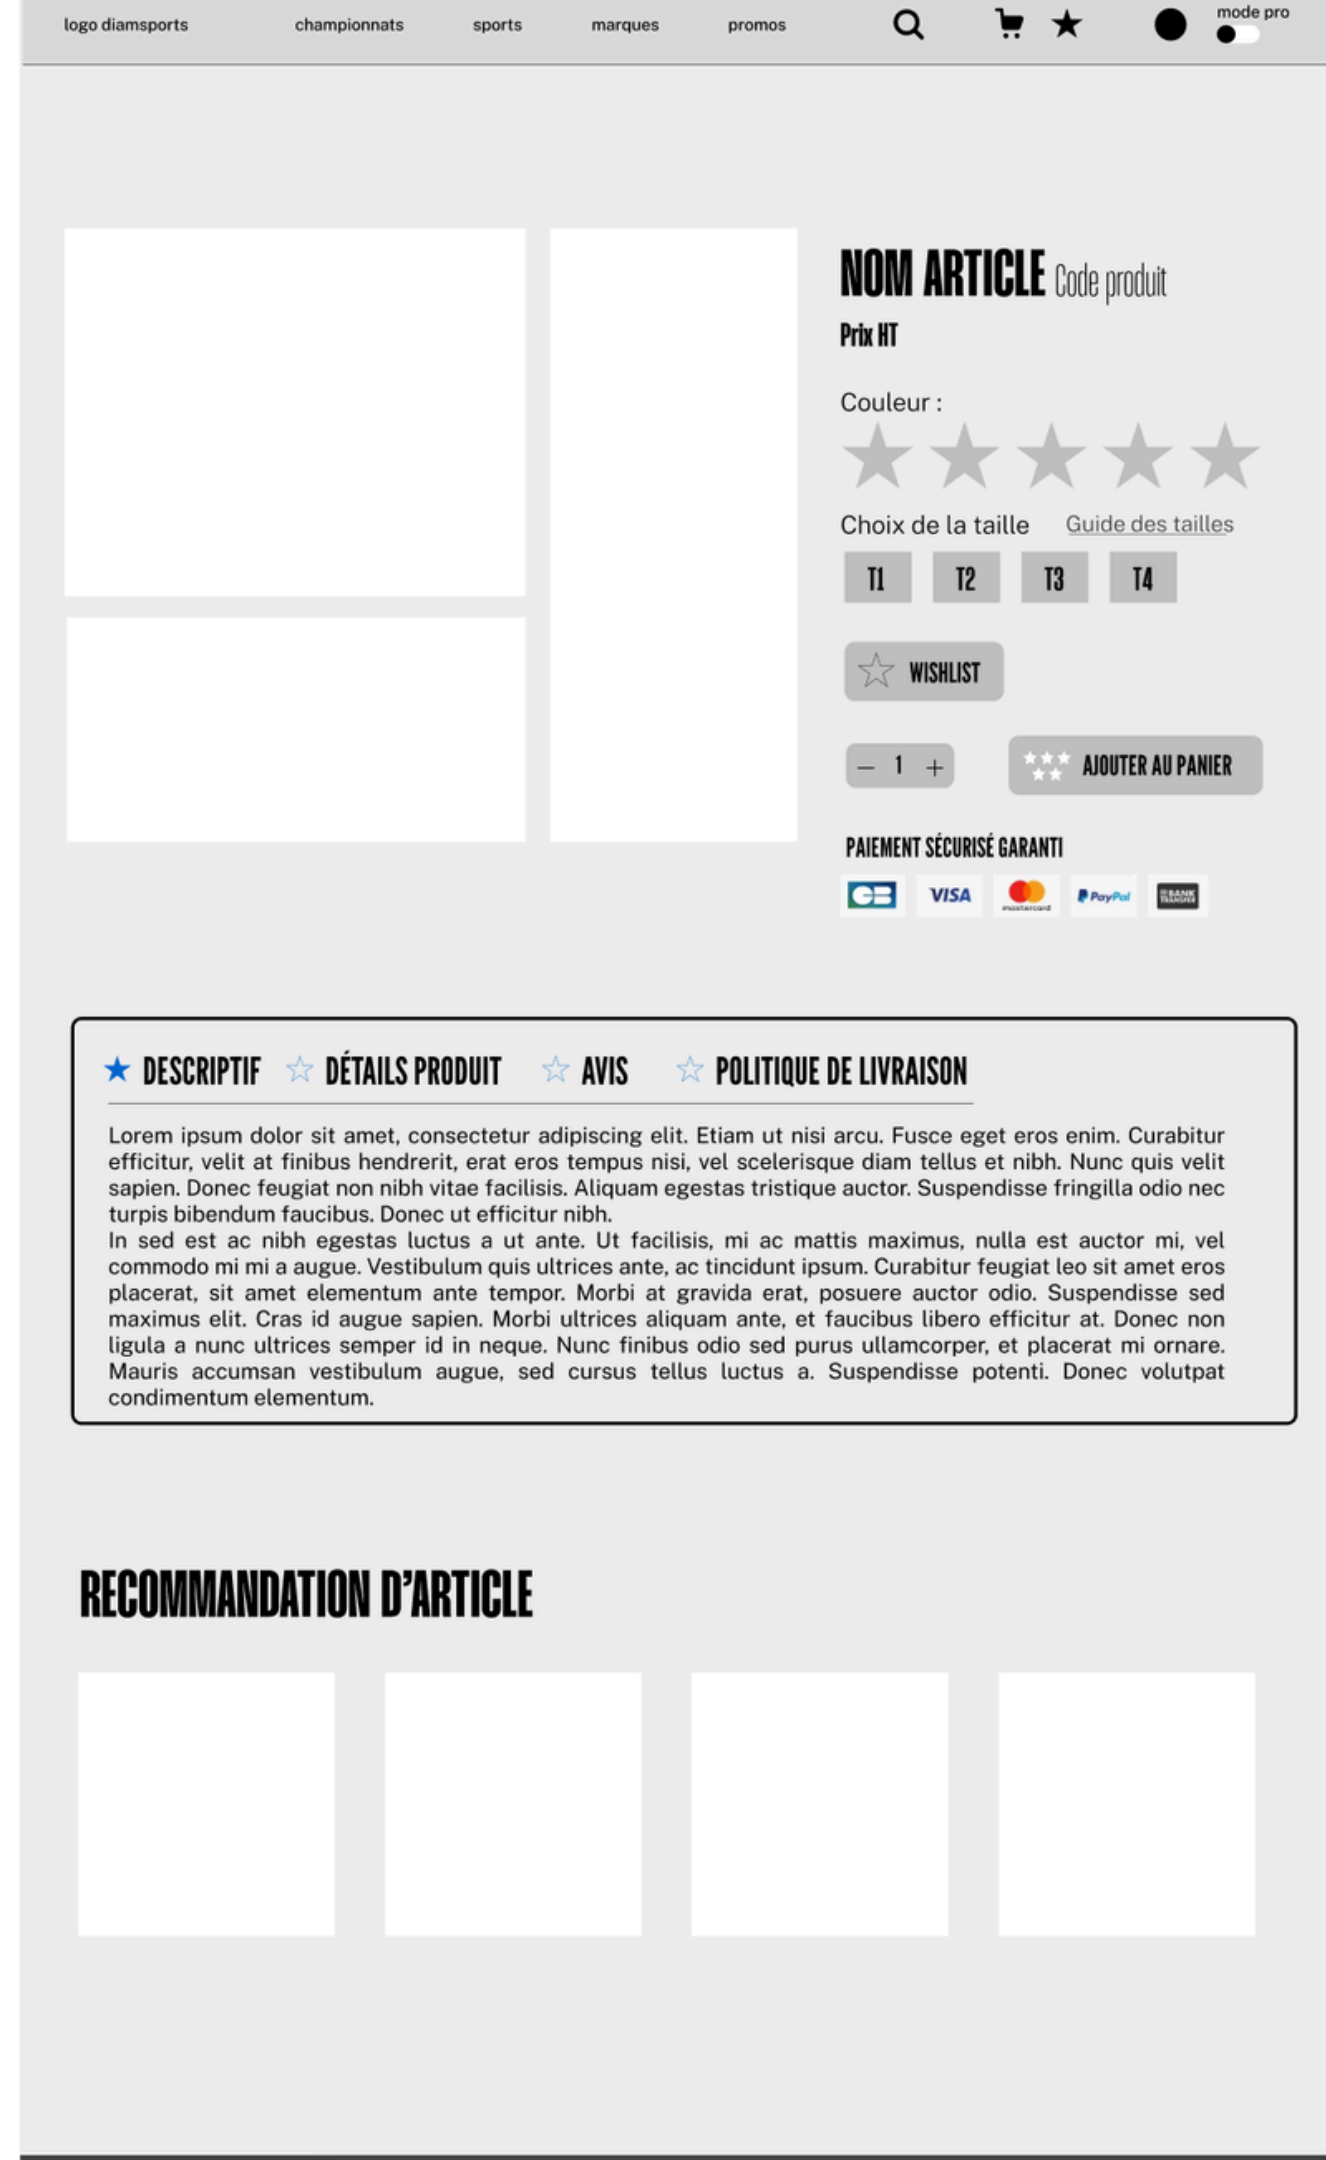 logo diamsports championnats sports marques promos mode pro
NOM ARTICLE Code produit
Prix HT
Couleur :
Choix de la taille Guide des tailles
T1 T2 T3 T4
WISHLIST
– 1 + AJOUTER AU PANIER
PAIEMENT SÉCURISÉ GARANTI
CB VISA mastercard PayPal BANK TRANSFER
DESCRIPTIF DÉTAILS PRODUIT AVIS POLITIQUE DE LIVRAISON
Lorem ipsum dolor sit amet, consectetur adipiscing elit. Etiam ut nisi arcu. Fusce eget eros enim. Curabitur
efficitur, velit at finibus hendrerit, erat eros tempus nisi, vel scelerisque diam tellus et nibh. Nunc quis velit
sapien. Donec feugiat non nibh vitae facilisis. Aliquam egestas tristique auctor. Suspendisse fringilla odio nec
turpis bibendum faucibus. Donec ut efficitur nibh.
In sed est ac nibh egestas luctus a ut ante. Ut facilisis, mi ac mattis maximus, nulla est auctor mi, vel
commodo mi mi a augue. Vestibulum quis ultrices ante, ac tincidunt ipsum. Curabitur feugiat leo sit amet eros
placerat, sit amet elementum ante tempor. Morbi at gravida erat, posuere auctor odio. Suspendisse sed
maximus elit. Cras id augue sapien. Morbi ultrices aliquam ante, et faucibus libero efficitur at. Donec non
ligula a nunc ultrices semper id in neque. Nunc finibus odio sed purus ullamcorper, et placerat mi ornare.
Mauris accumsan vestibulum augue, sed cursus tellus luctus a. Suspendisse potenti. Donec volutpat
condimentum elementum.
RECOMMANDATION D’ARTICLE